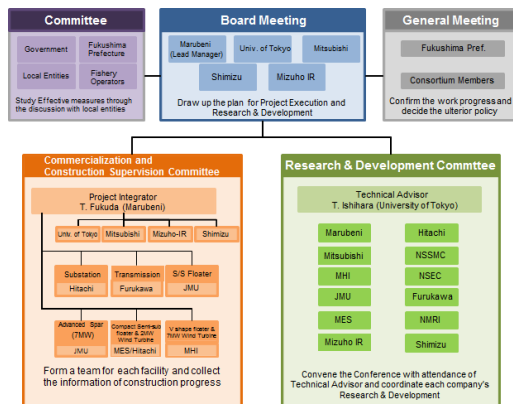 Committee
Government
Fukushima
Prefecture
Local Entities
Fishery
Operators
Study Effective measures through
the discussion with local entities
Board Meeting
Marubeni
(Lead Manager)
Univ. of Tokyo
Mitsubishi
Shimizu
Mizuho IR
Draw up the plan for Project Execution and
Research & Development
General Meeting
Fukushima Pref.
Consortium Members
Confirm the work progress and
decide the ulterior policy
Commercialization and
Construction Supervision Committee
Project Integrator
T. Fukuda (Marubeni)
Univ. of Tokyo
Mitsubishi
Mizuho-IR
Shimizu
Substation
Hitachi
Transmission
Furukawa
S/S Floater
JMU
Advanced Spar
(7MW)
JMU
Compact Semi-sub
floater & 2MW
Wind Turbine
MES/Hitachi
V shape floater &
7MW Wind Turbine
MHI
Form a team for each facility and collect
the information of construction progress
Research & Development Commttee
Technical Advisor
T. Ishihara (University of Tokyo)
Marubeni
Hitachi
Mitsubishi
NSSMC
MHI
NSEC
JMU
Furukawa
MES
NMRI
Mizuho IR
Shimizu
Convene the Conference with attendance of
Technical Advisor and coordinate each company's
Research & Development